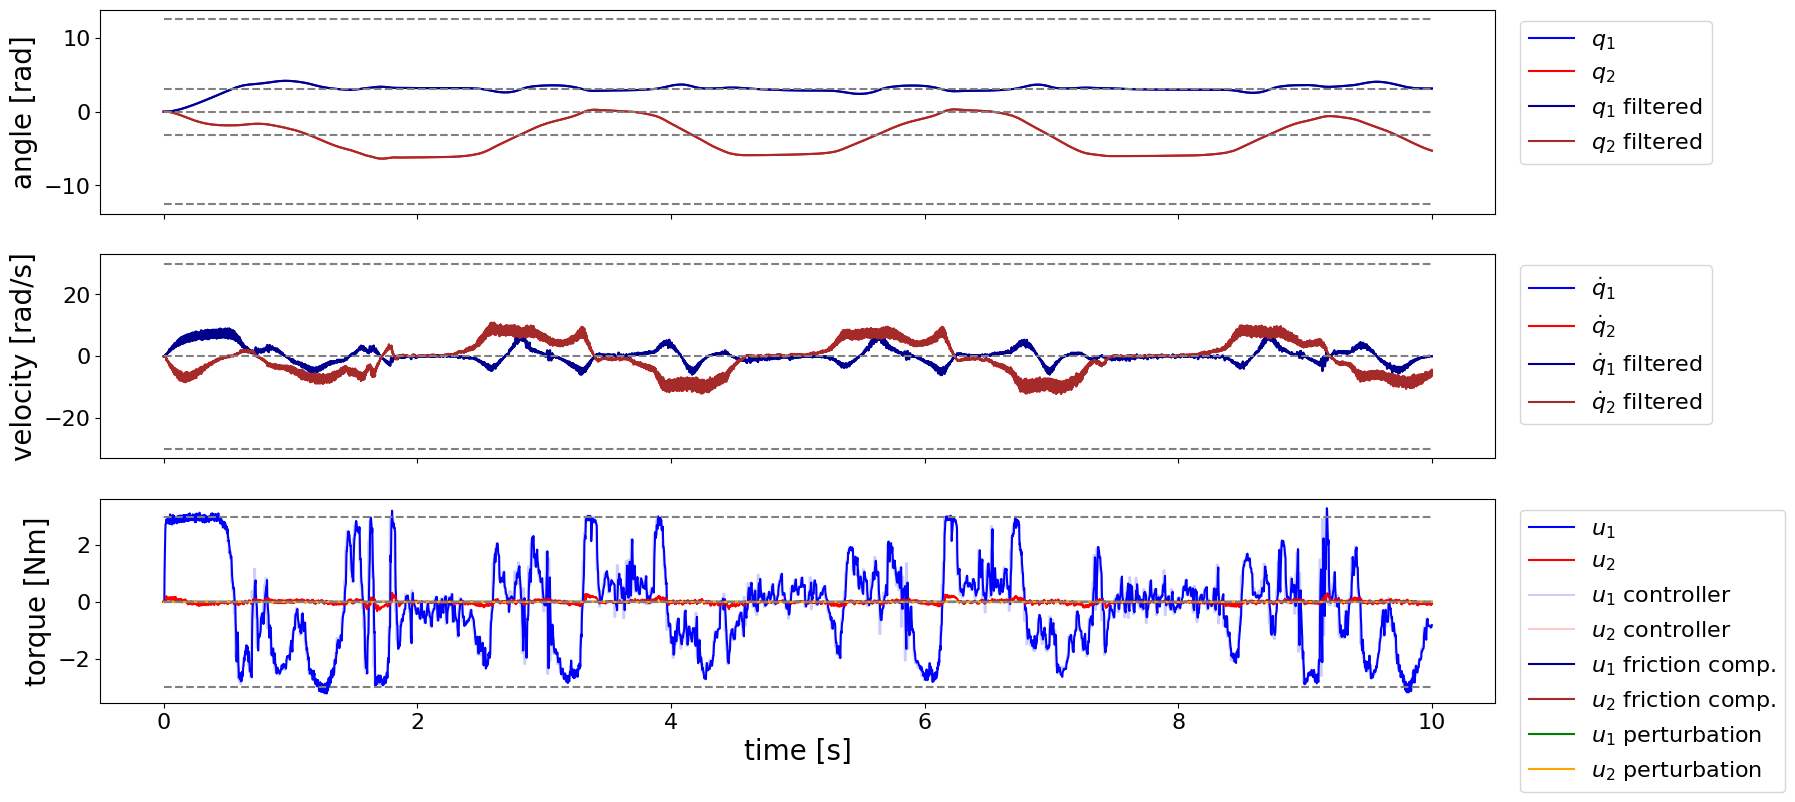 angle [rad]
10
0
−10
q₁
q₂
q₁ filtered
q₂ filtered
velocity [rad/s]
20
0
−20
q̇₁
q̇₂
q̇₁ filtered
q̇₂ filtered
torque [Nm]
2
0
−2
0
2
4
6
8
10
time [s]
u₁
u₂
u₁ controller
u₂ controller
u₁ friction comp.
u₂ friction comp.
u₁ perturbation
u₂ perturbation